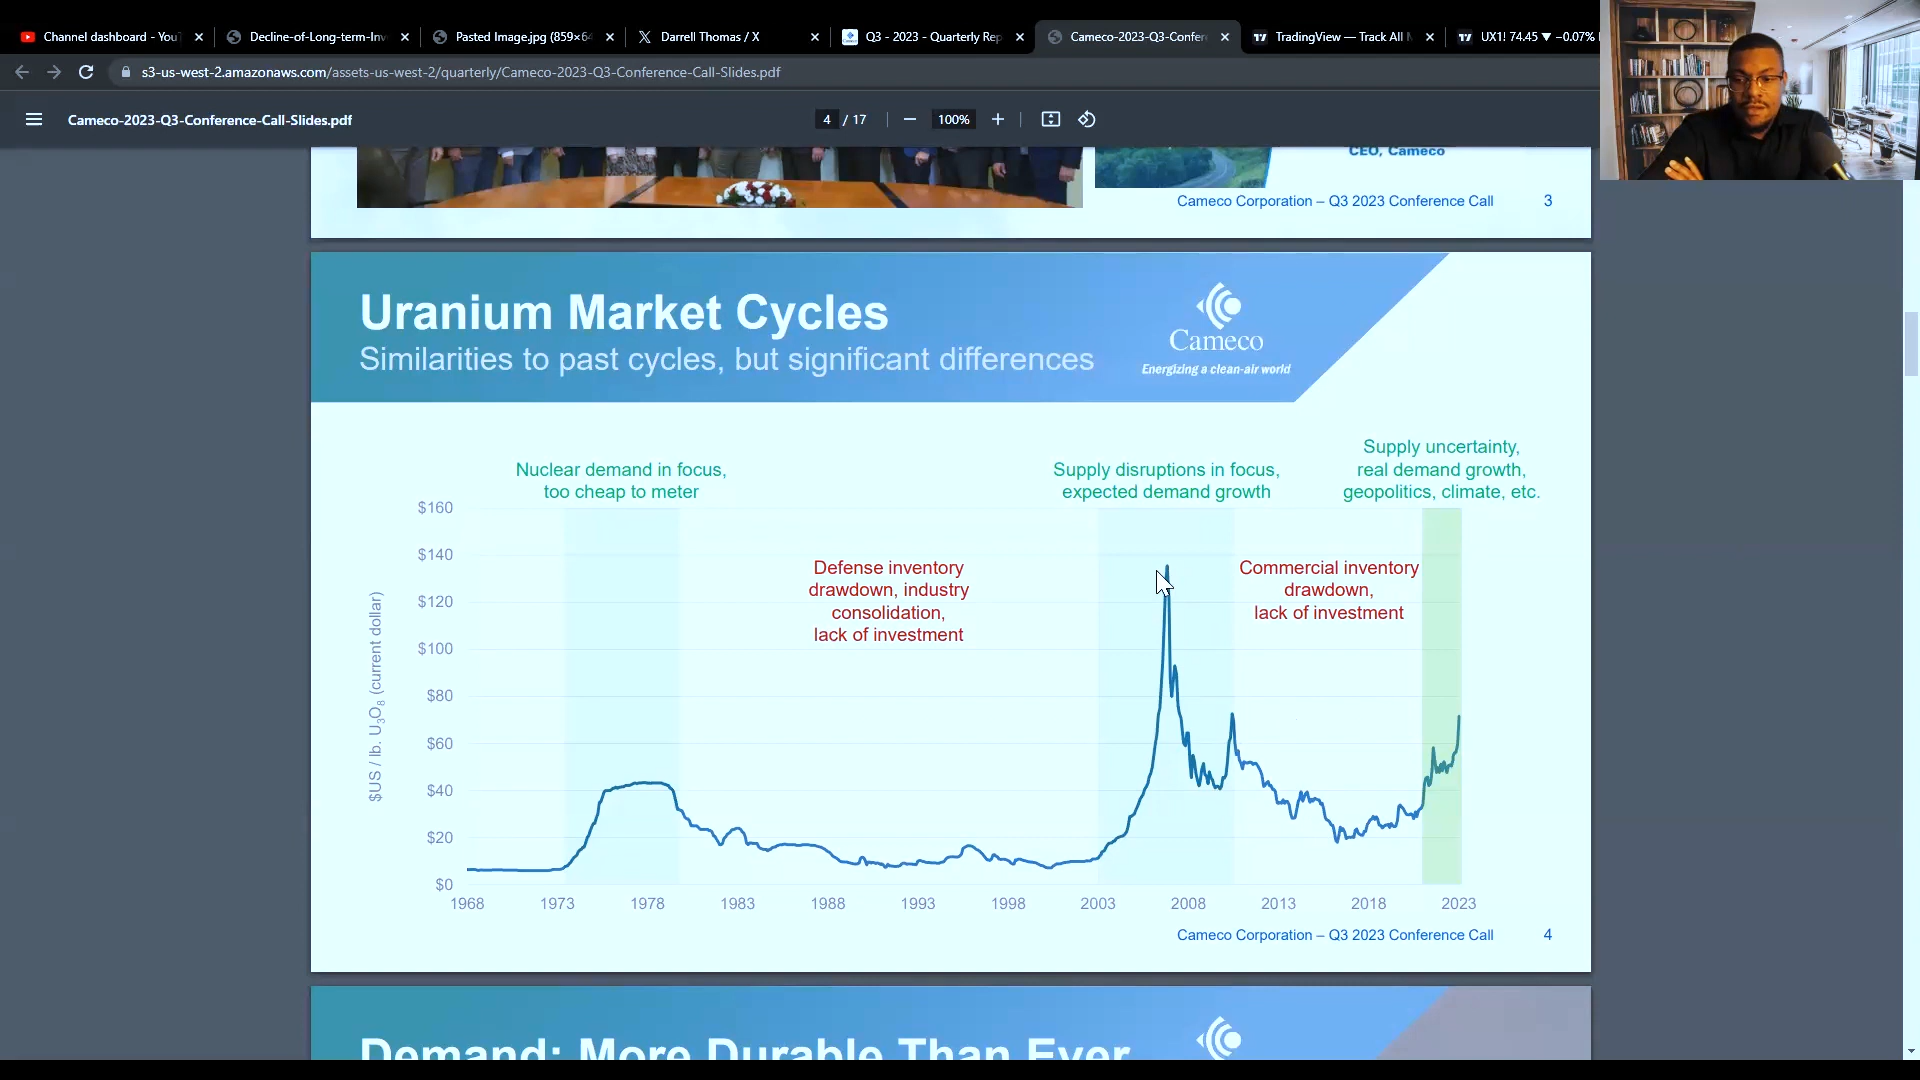 Channel dashboard - You
Decline-of-Long-term-Inv
Pasted Image.jpg (859×6
Darrell Thomas / X
Q3 - 2023 - Quarterly Rep
Cameco-2023-Q3-Confer
TradingView — Track All
UX1! 74.45 ▼ −0.07%
s3-us-west-2.amazonaws.com/assets-us-west-2/quarterly/Cameco-2023-Q3-Conference-Call-Slides.pdf
Cameco-2023-Q3-Conference-Call-Slides.pdf
4 / 17
100%
CEO, Cameco
Cameco Corporation – Q3 2023 Conference Call
3
Uranium Market Cycles
Similarities to past cycles, but significant differences
Cameco
Energizing a clean-air world
Nuclear demand in focus,
too cheap to meter
Supply disruptions in focus,
expected demand growth
Supply uncertainty,
real demand growth,
geopolitics, climate, etc.
Defense inventory
drawdown, industry
consolidation,
lack of investment
Commercial inventory
drawdown,
lack of investment
$US / lb. U₃O₈ (current dollar)
$160
$140
$120
$100
$80
$60
$40
$20
$0
1968 1973 1978 1983 1988 1993 1998 2003 2008 2013 2018 2023
Cameco Corporation – Q3 2023 Conference Call
4
Demand: More Durable Than Ever